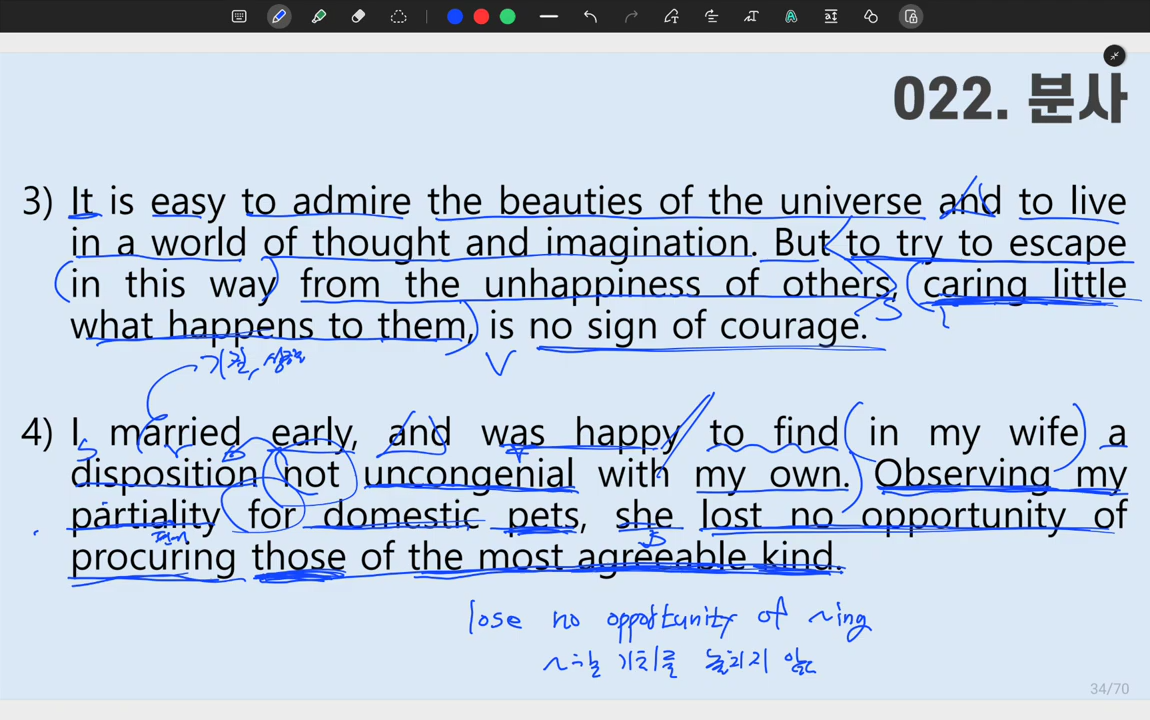 022. 분사
3) It is easy to admire the beauties of the universe and to live
in a world of thought and imagination. But to try to escape
in this way from the unhappiness of others, caring little
what happens to them, is no sign of courage.
기질,
4) I married early, and was happy to find in my wife a
disposition not uncongenial with my own. Observing my
partiality for domestic pets, she lost no opportunity of
procuring those of the most agreeable kind.
lose no opportunity of ~ing
~할 기회를 놓치지 않다
34/70